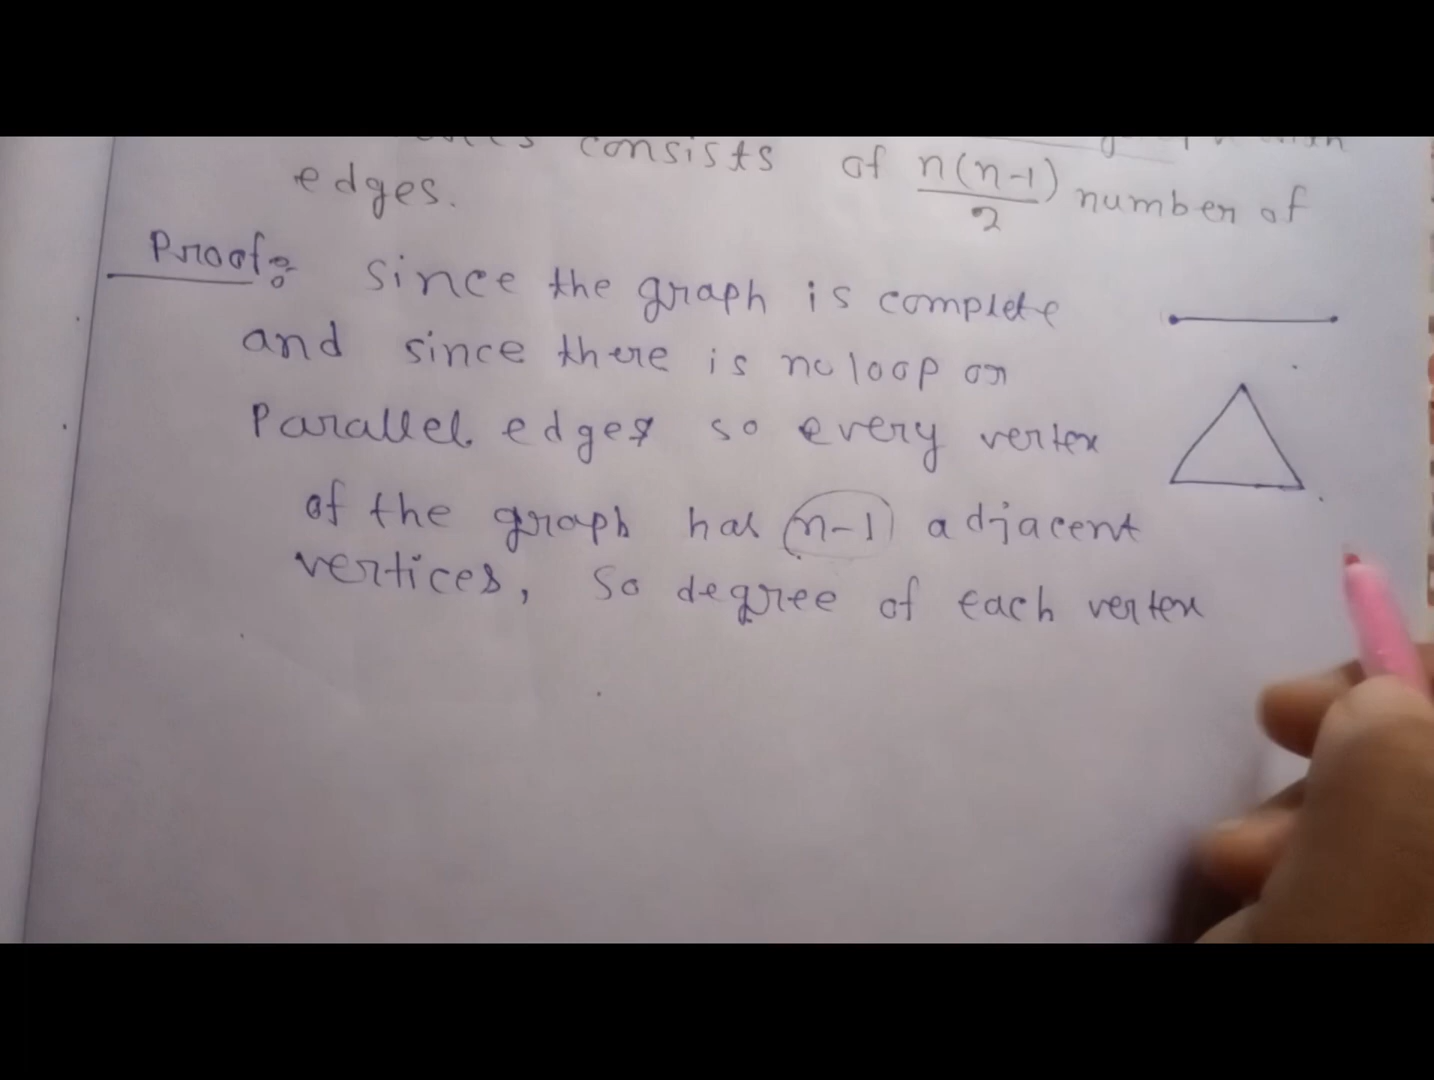 consists of n(n-1)/2 number of
edges.
Proof: since the graph is complete
and since there is no loop or
Parallel edges so every vertex
of the graph has (n-1) adjacent
vertices, so degree of each vertex